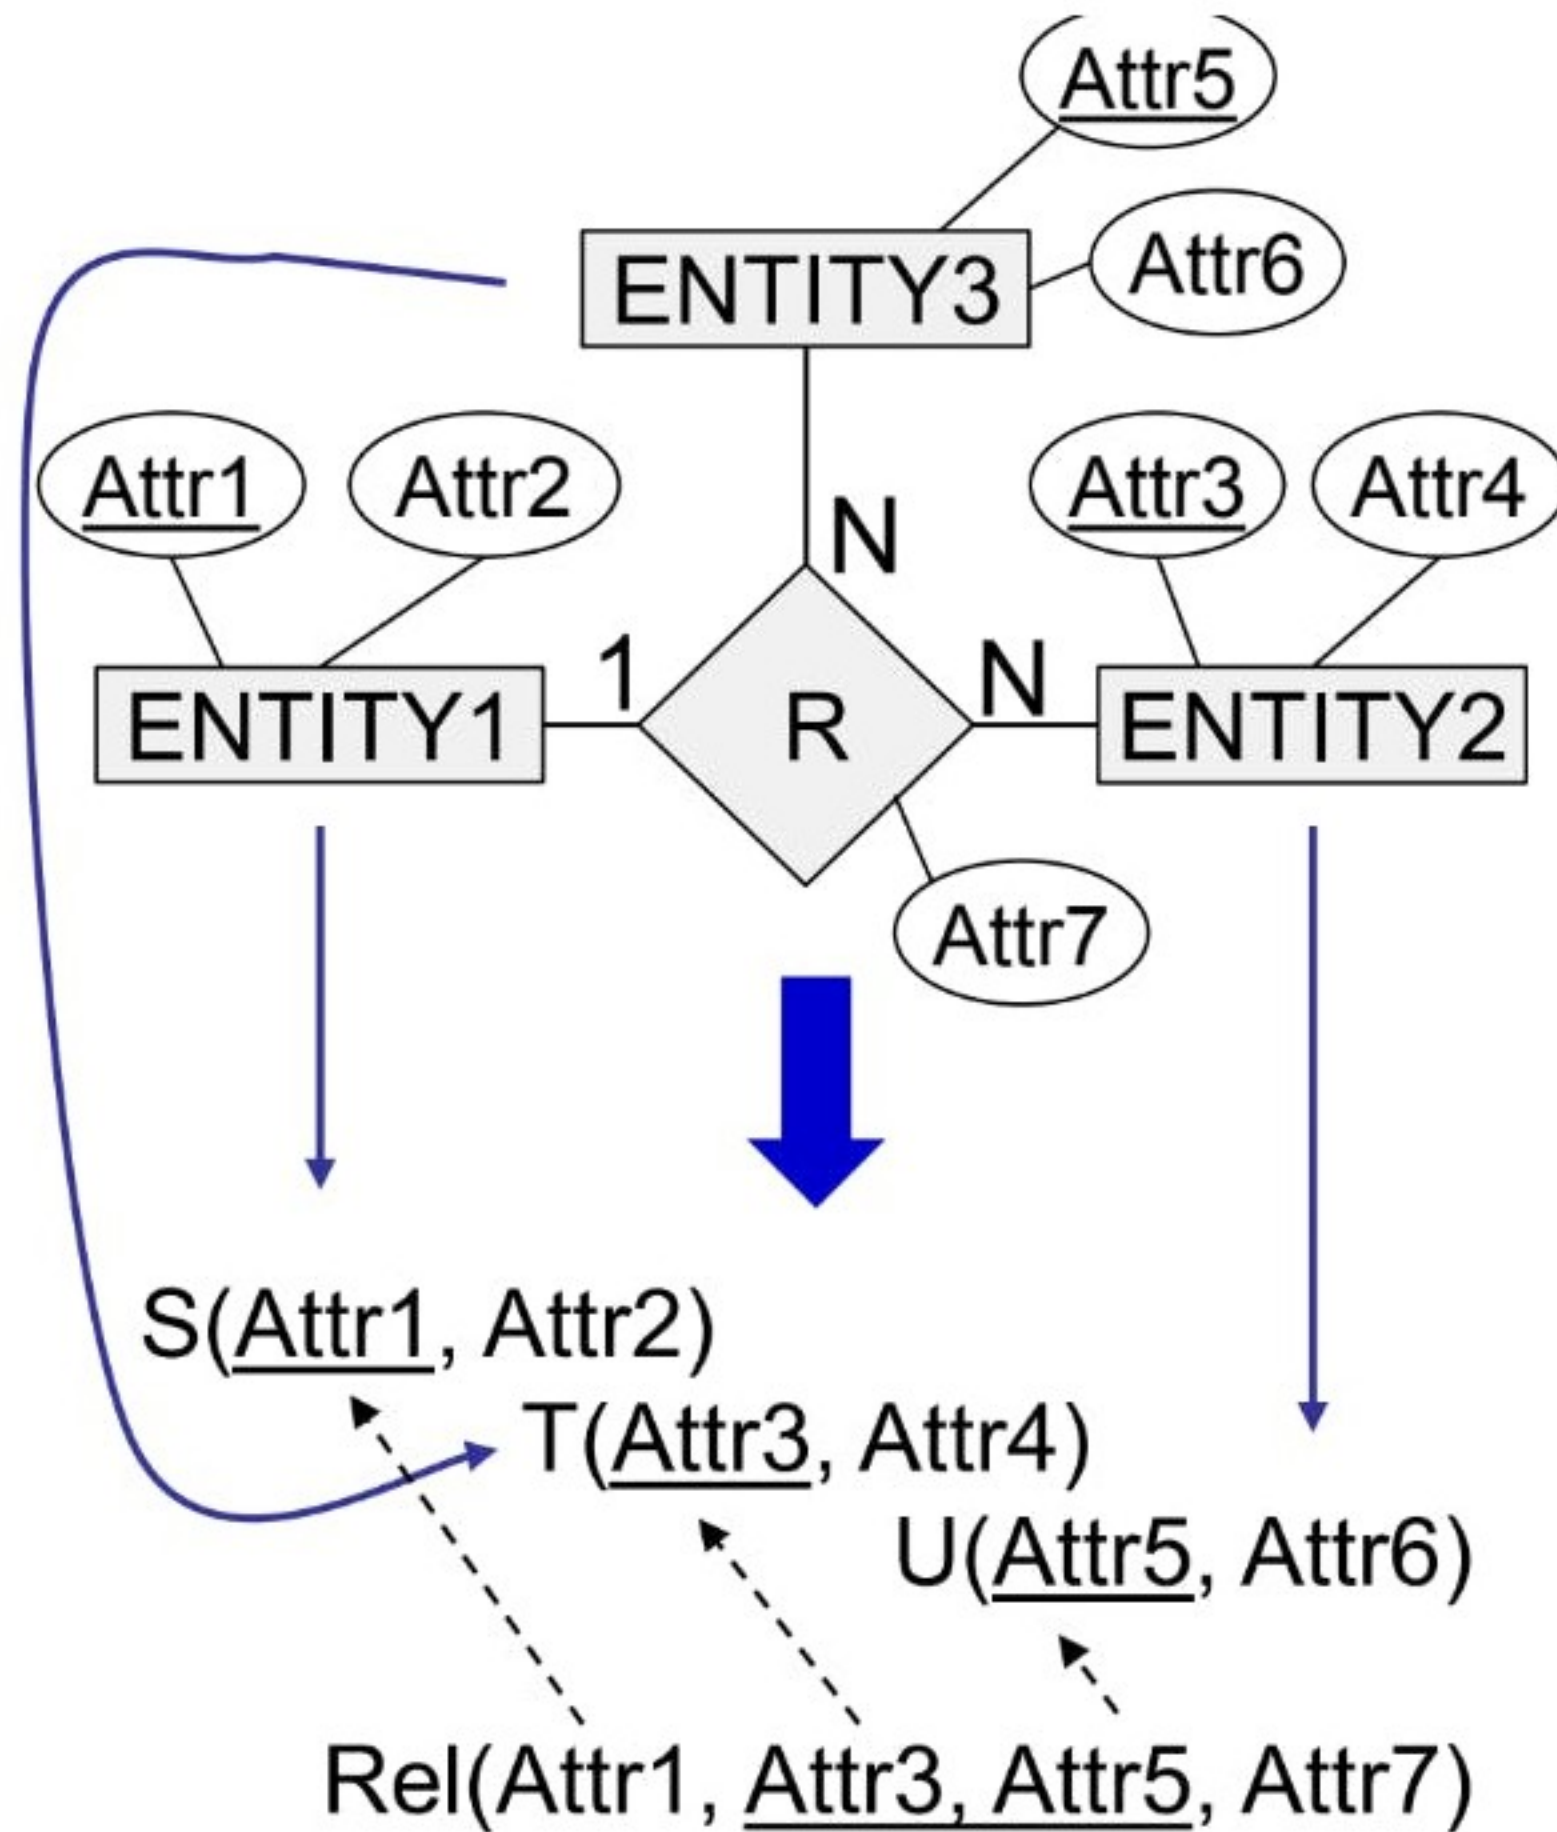 Attr5
ENTITY3
Attr6
Attr1
Attr2
N
Attr3
Attr4
ENTITY1
1
R
N
ENTITY2
Attr7
S(Attr1, Attr2)
T(Attr3, Attr4)
U(Attr5, Attr6)
Rel(Attr1, Attr3, Attr5, Attr7)